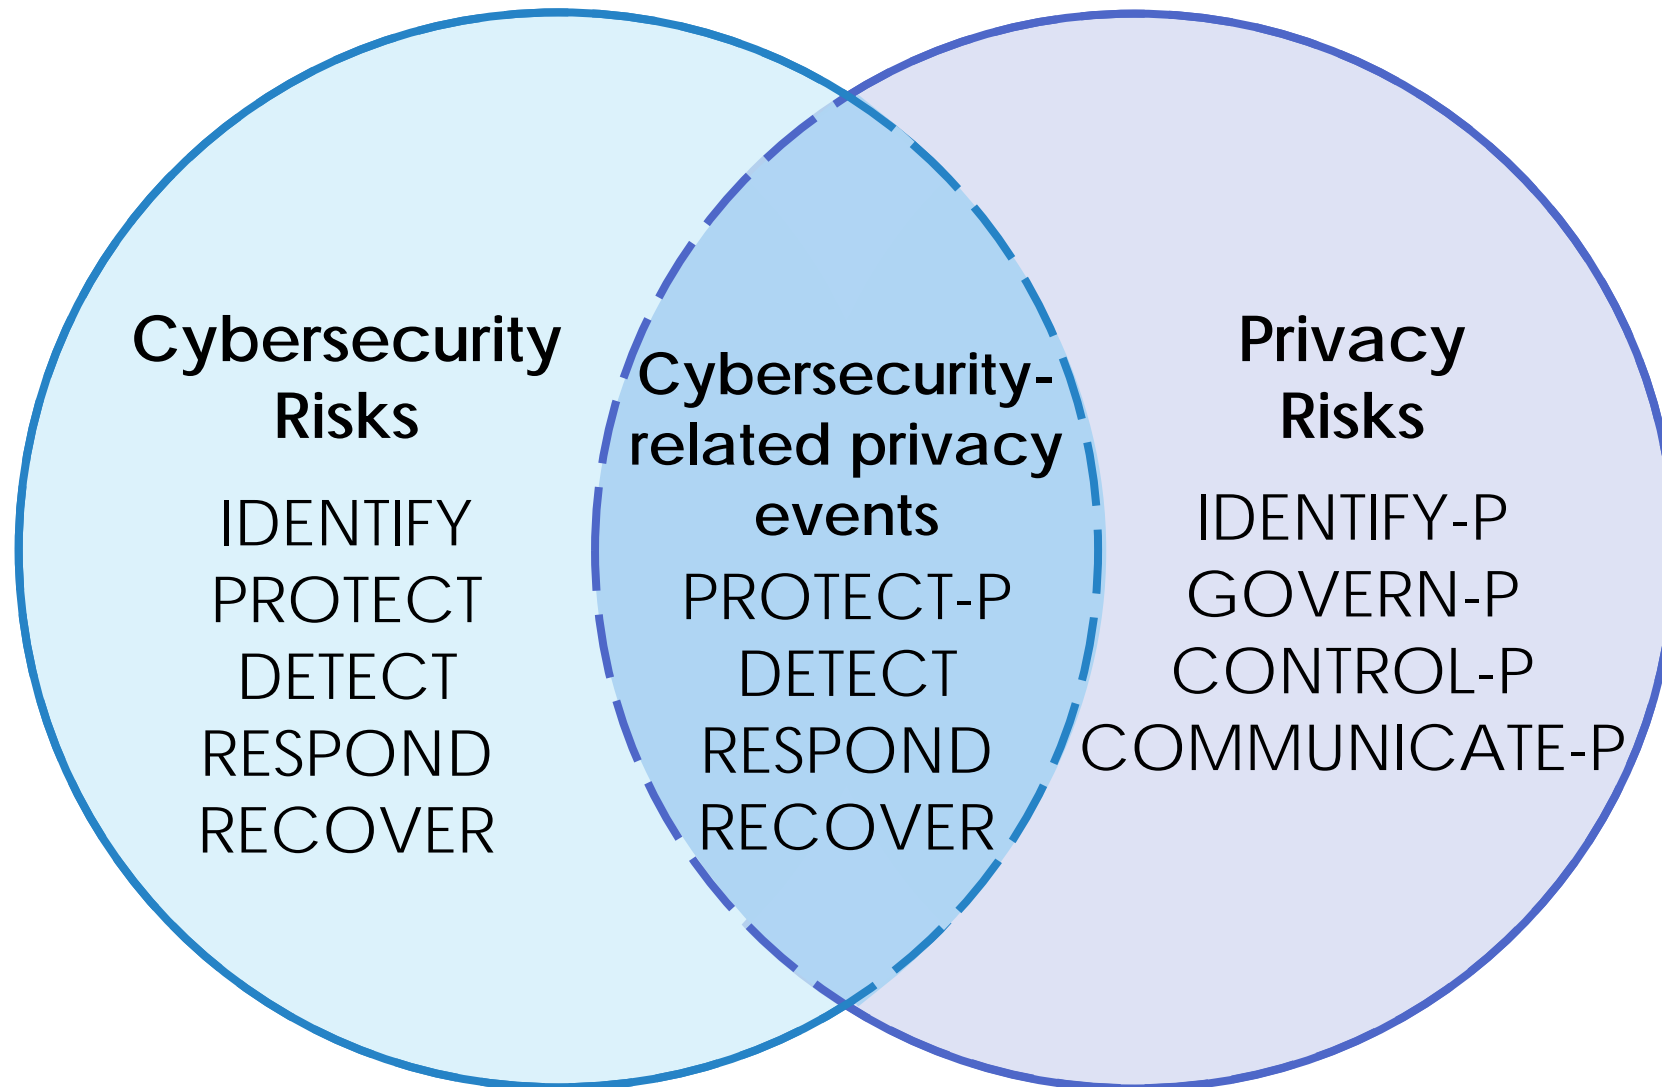 Cybersecurity
Risks
IDENTIFY
PROTECT
DETECT
RESPOND
RECOVER
Cybersecurity-
related privacy
events
PROTECT-P
DETECT
RESPOND
RECOVER
Privacy
Risks
IDENTIFY-P
GOVERN-P
CONTROL-P
COMMUNICATE-P